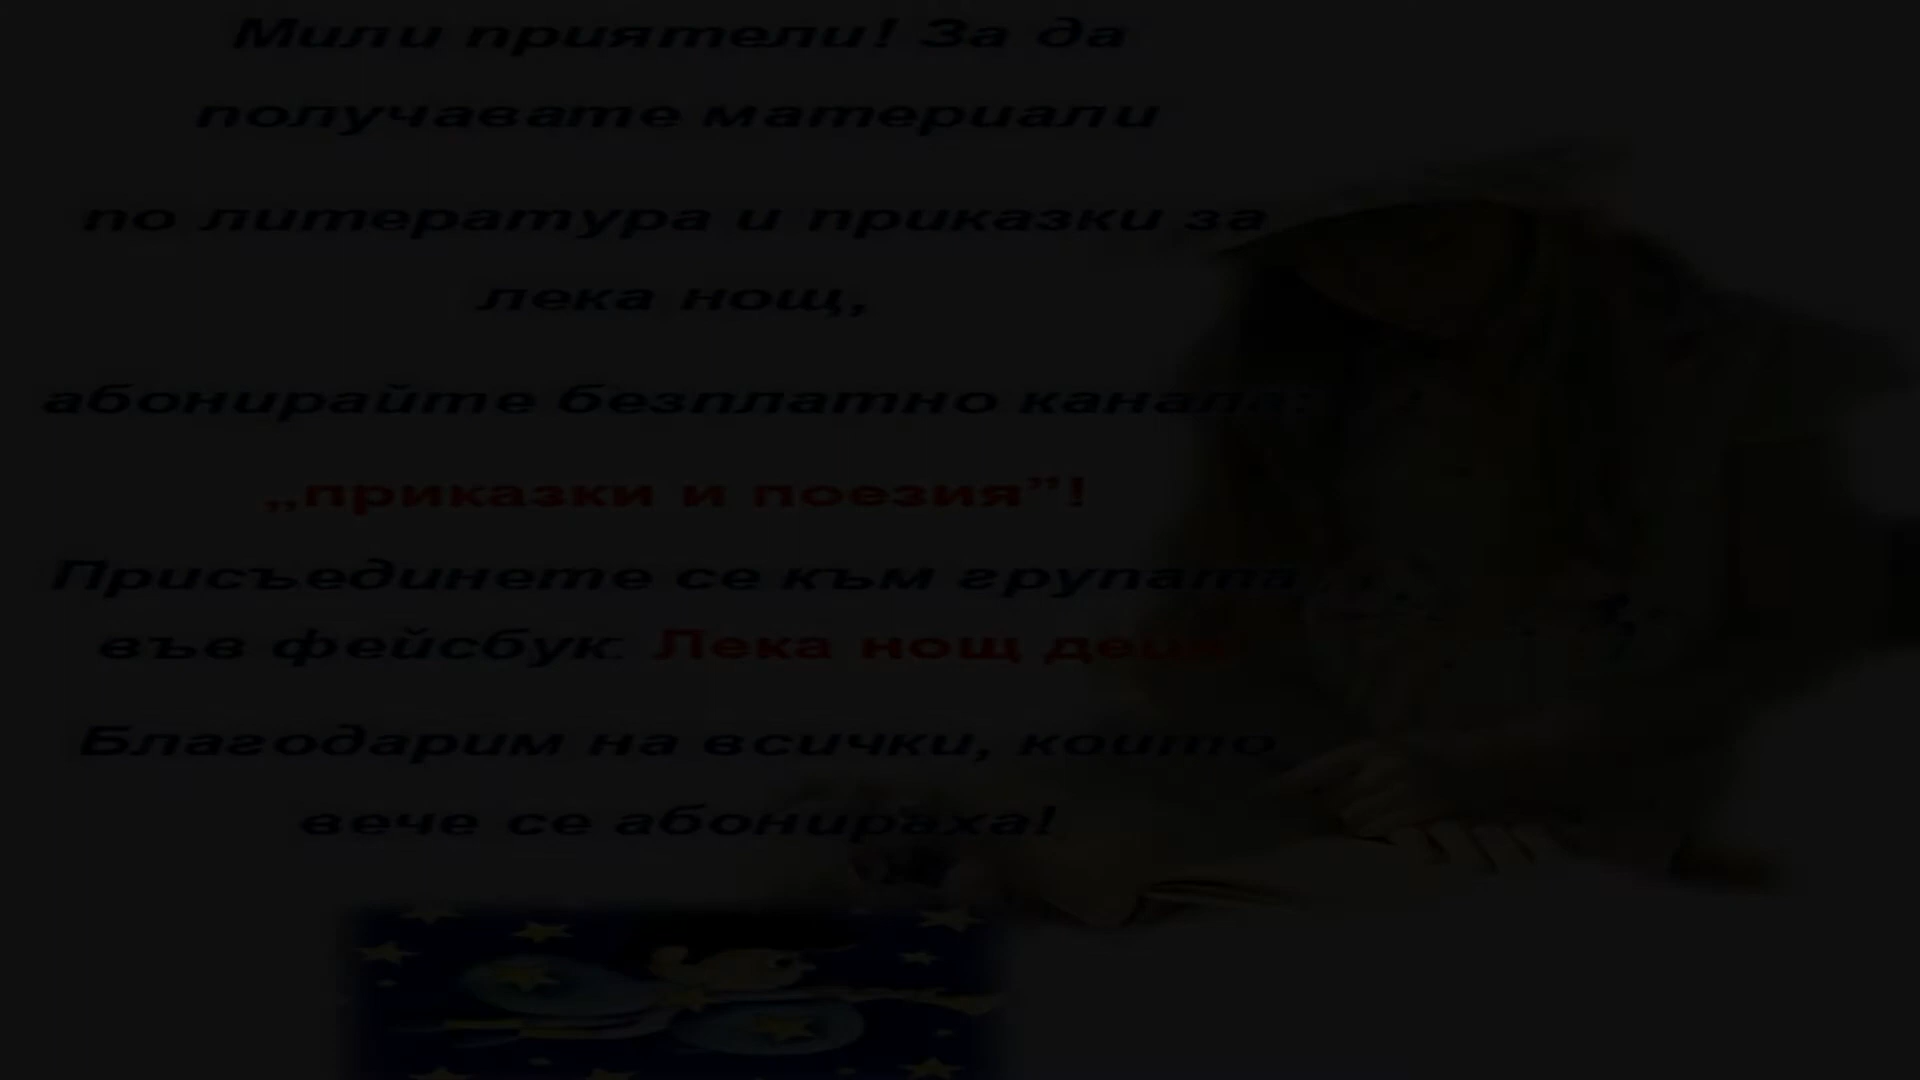 Мили приятели! За да
получавате материали
по литература и приказки за
лека нощ,
абонирайте безплатно канала
„приказки и поезия”!
Присъединете се към групата
във фейсбук: Лека нощ деца
Благодарим на всички, които
вече се абонираха!